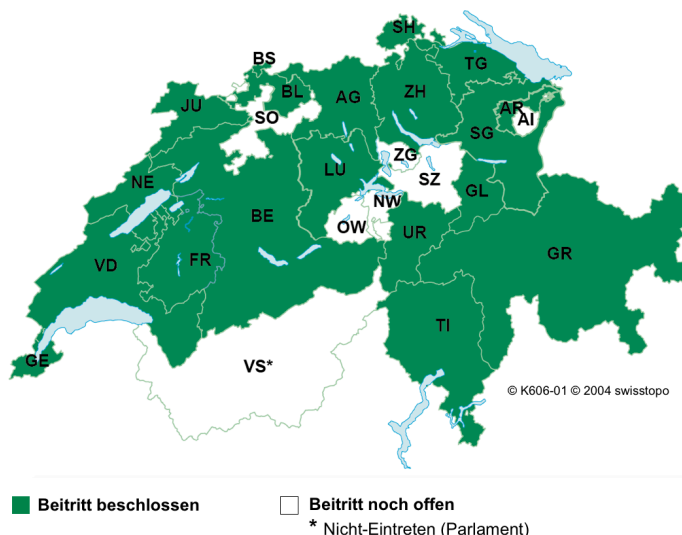 SH
BS
TG
BL
ZH
AG
JU
AR
SO
AI
SG
ZG
LU
SZ
NE
GL
NW
BE
OW
UR
GR
FR
VD
TI
GE
VS*
© K606-01 © 2004 swisstopo
Beitritt beschlossen
Beitritt noch offen
* Nicht-Eintreten (Parlament)